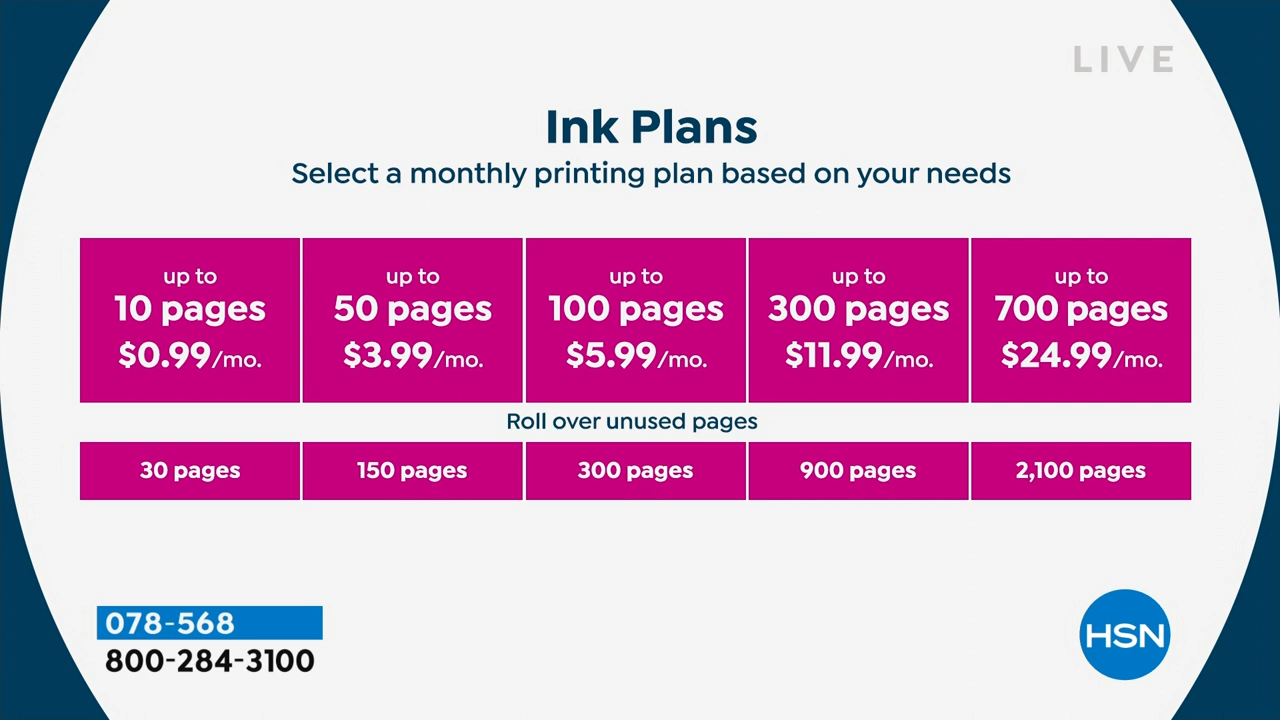 LIVE
Ink Plans
Select a monthly printing plan based on your needs
up to
10 pages
$0.99/mo.
up to
50 pages
$3.99/mo.
up to
100 pages
$5.99/mo.
up to
300 pages
$11.99/mo.
up to
700 pages
$24.99/mo.
Roll over unused pages
30 pages
150 pages
300 pages
900 pages
2,100 pages
078-568
800-284-3100
HSN